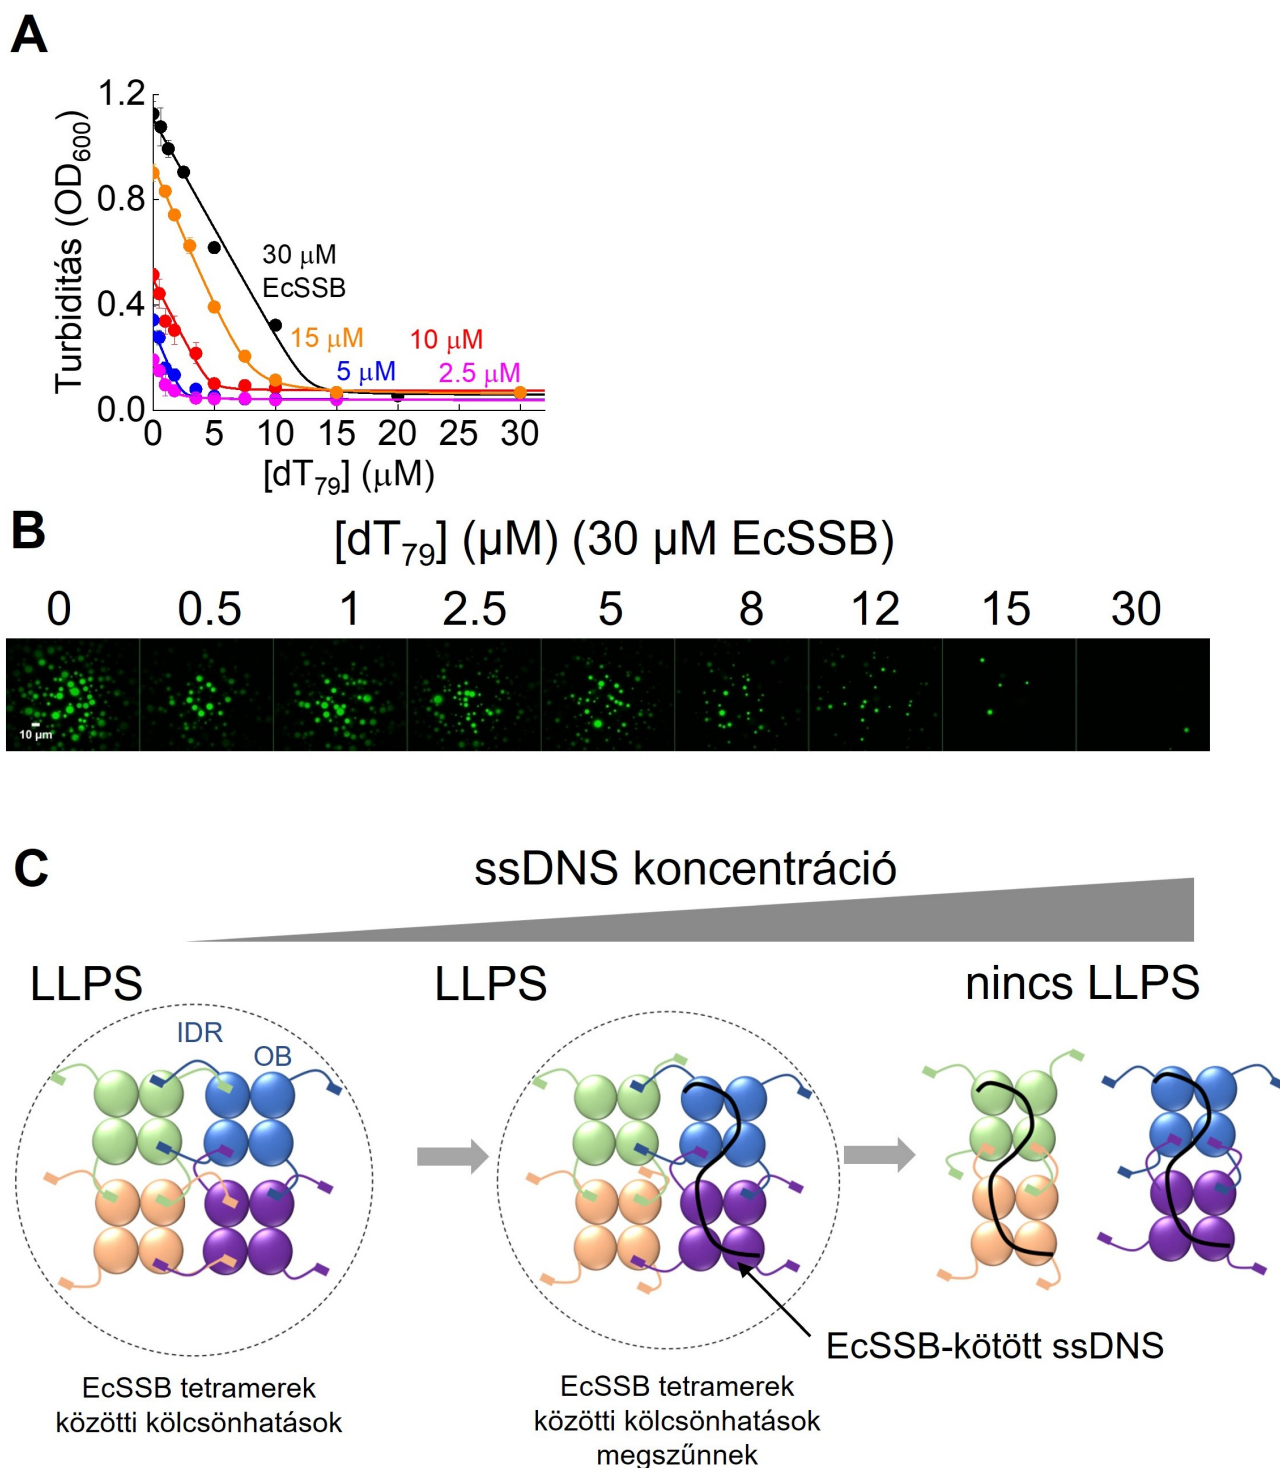 A
Turbiditás (OD600)
1.2
0.8
0.4
0.0
30 μM
EcSSB
15 μM
10 μM
5 μM
2.5 μM
0 5 10 15 20 25 30
[dT79] (μM)
B
[dT79] (μM) (30 μM EcSSB)
0 0.5 1 2.5 5 8 12 15 30
10 μm
C
ssDNS koncentráció
LLPS LLPS nincs LLPS
IDR
OB
EcSSB-kötött ssDNS
EcSSB tetramerek
közötti kölcsönhatások
EcSSB tetramerek
közötti kölcsönhatások
megszűnnek